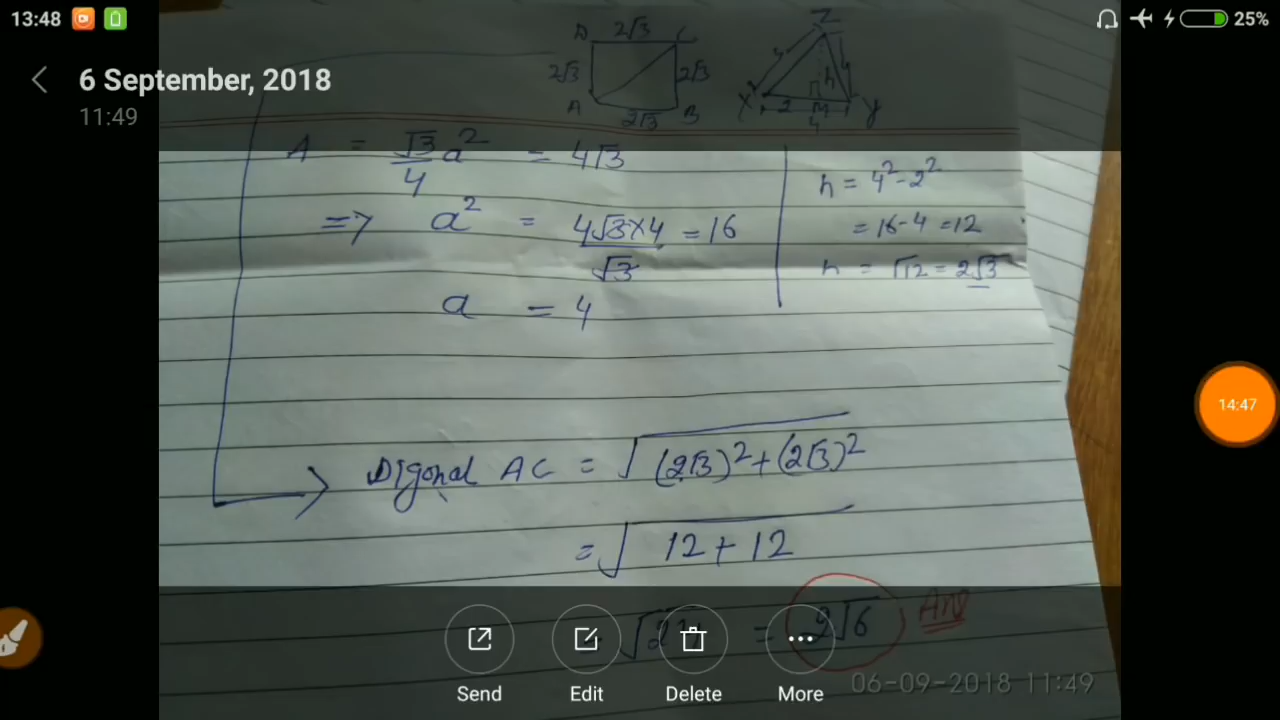 13:48
25%
6 September, 2018
11:49
D 2√3 C
2√3
2√3
A 2√3 B
Z
h
X 2 M Y
4
A = √3/4 a² = 4√3
=> a² = 4√3×4/√3 = 16
a = 4
h = 4²-2²
= 16-4 =12
h = √12 = 2√3
14:47
Digonal AC = √(2√3)²+(2√3)²
= √12 + 12
= 2√6 Ans
Send Edit Delete More
06-09-2018 11:49